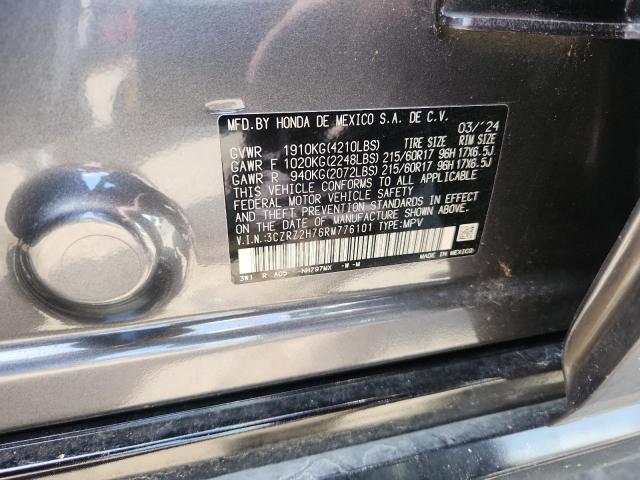 MFD.BY HONDA DE MEXICO S.A. DE C.V. 03/'24
GVWR 1910KG(4210LBS) TIRE SIZE RIM SIZE
GAWR F 1020KG(2248LBS) 215/60R17 96H 17X6.5J
GAWR R 940KG(2072LBS) 215/60R17 96H 17X6.5J
THIS VEHICLE CONFORMS TO ALL APPLICABLE
FEDERAL MOTOR VEHICLE SAFETY
AND THEFT PREVENTION STANDARDS IN EFFECT
ON THE DATE OF MANUFACTURE SHOWN ABOVE.
V.I.N.:3CZRZ2H76RM776101 TYPE:MPV
3W1 R A05 -NH797MX -W -M MADE IN MEXICO